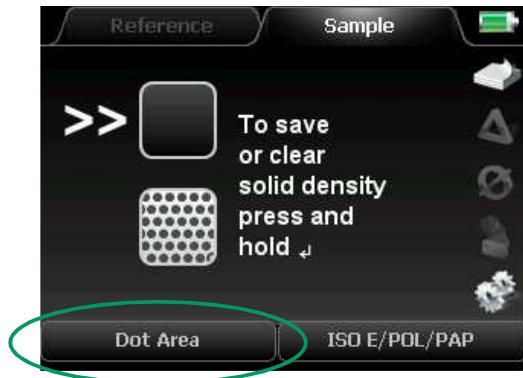 Reference
Sample
>>
To save
or clear
solid density
press and
hold ↵
Dot Area
ISO E/POL/PAP